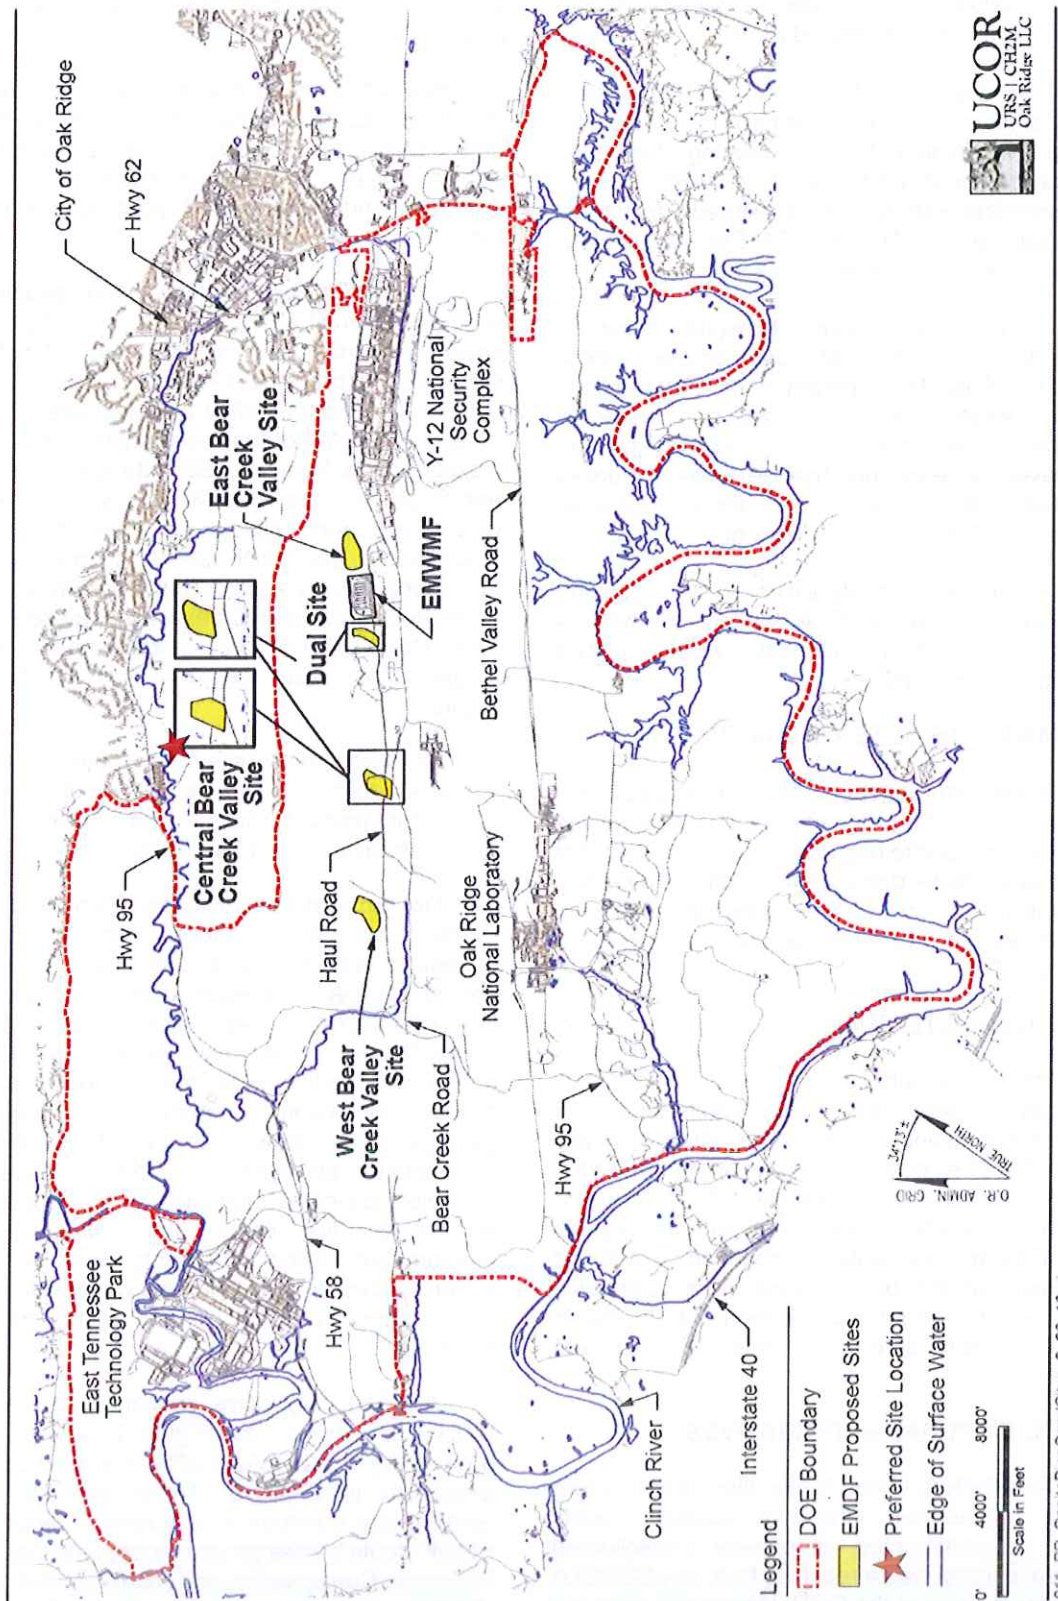 City of Oak Ridge
Hwy 62
East Bear
Creek
Valley Site
Y-12 National
Security
Complex
Dual Site
EMWMF
Bethel Valley Road
Central Bear
Creek Valley
Site
Hwy 95
Haul Road
Oak Ridge
National Laboratory
West Bear
Creek Valley
Site
Bear Creek Road
Hwy 95
East Tennessee
Technology Park
Hwy 58
Clinch River
Interstate 40
Legend
DOE Boundary
EMDF Proposed Sites
Preferred Site Location
Edge of Surface Water
0' 4000' 8000'
Scale in Feet
O.R. ADMIN. GRID
34°13'±
TRUE NORTH
UCOR
URS | CH2M
Oak Ridge LLC